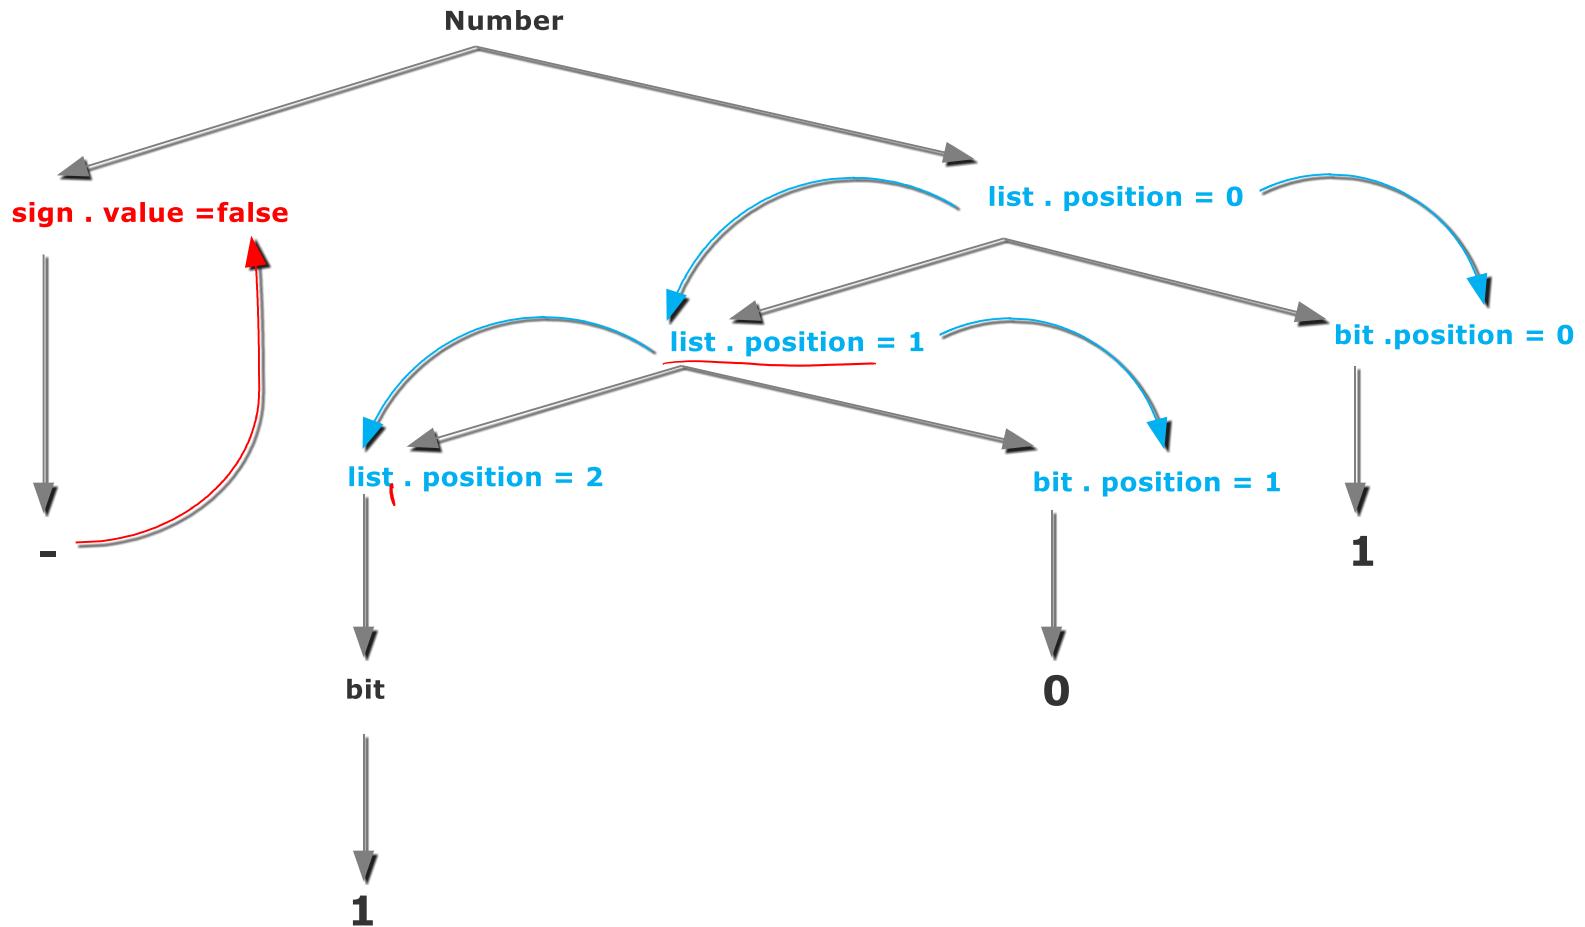 Number
sign . value =false
list . position = 0
list . position = 1
bit .position = 0
list . position = 2
bit . position = 1
-
1
bit
0
1